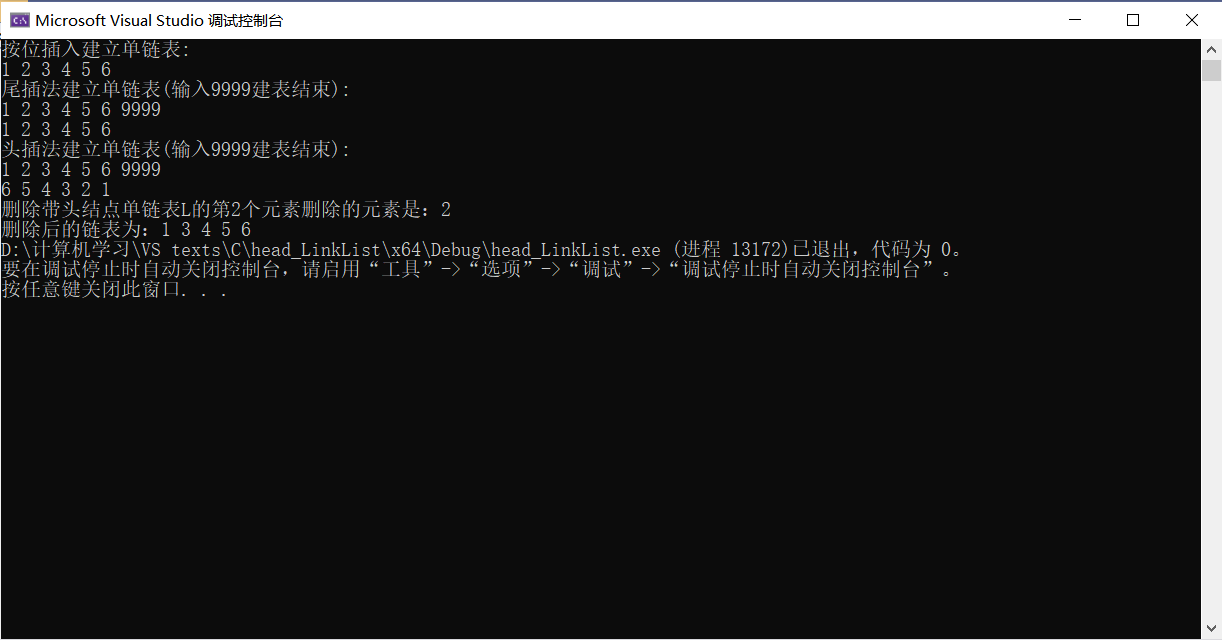 Microsoft Visual Studio 调试控制台
按位插入建立单链表:
1 2 3 4 5 6
尾插法建立单链表(输入9999建表结束):
1 2 3 4 5 6 9999
1 2 3 4 5 6
头插法建立单链表(输入9999建表结束):
1 2 3 4 5 6 9999
6 5 4 3 2 1
删除带头结点单链表L的第2个元素删除的元素是：2
删除后的链表为：1 3 4 5 6
D:\计算机学习\VS texts\C\head_LinkList\x64\Debug\head_LinkList.exe (进程 13172)已退出，代码为 0。
要在调试停止时自动关闭控制台，请启用“工具”->“选项”->“调试”->“调试停止时自动关闭控制台”。
按任意键关闭此窗口. . .